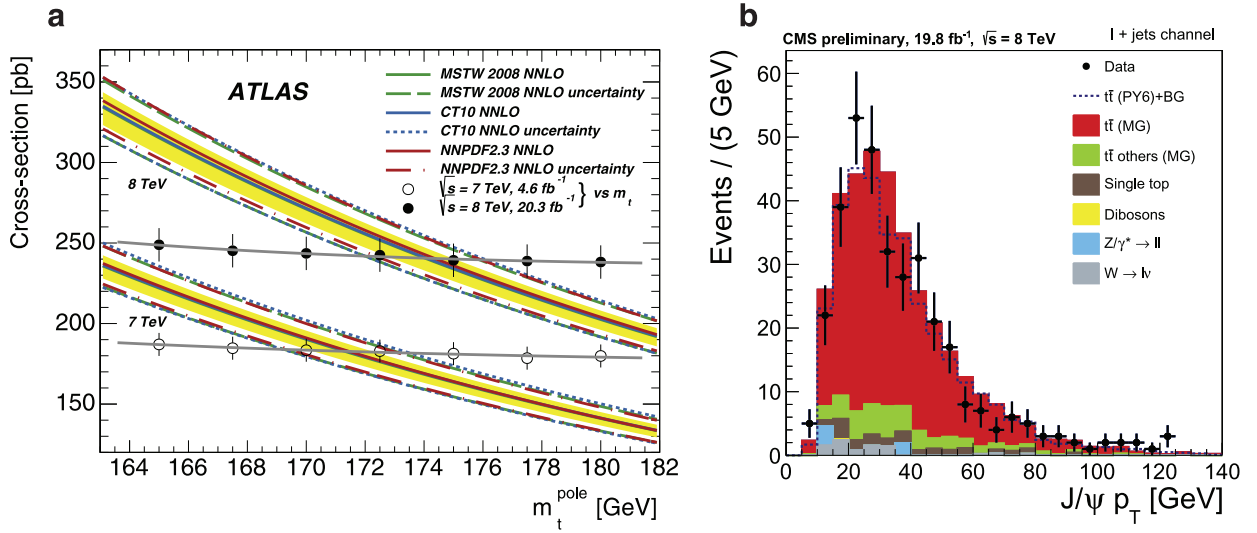 a
Cross-section [pb]
350
300
250
200
150
ATLAS
MSTW 2008 NNLO
MSTW 2008 NNLO uncertainty
CT10 NNLO
CT10 NNLO uncertainty
NNPDF2.3 NNLO
NNPDF2.3 NNLO uncertainty
√s = 7 TeV, 4.6 fb⁻¹
√s = 8 TeV, 20.3 fb⁻¹
} vs m_t
8 TeV
7 TeV
164 166 168 170 172 174 176 178 180 182
m_t^pole [GeV]
b
CMS preliminary, 19.8 fb⁻¹, √s = 8 TeV
l + jets channel
Events / (5 GeV)
60
50
40
30
20
10
0
Data
tt̄ (PY6)+BG
tt̄ (MG)
tt̄ others (MG)
Single top
Dibosons
Z/γ* → ll
W → lν
0 20 40 60 80 100 120 140
J/ψ p_T [GeV]